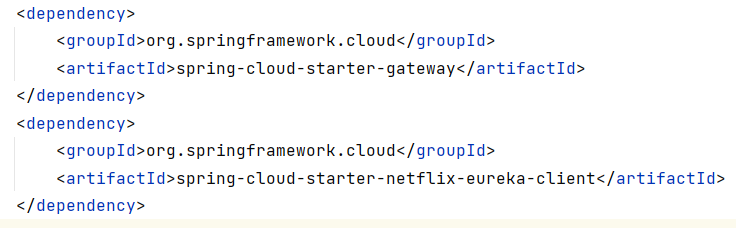 <dependency>
    <groupId>org.springframework.cloud</groupId>
    <artifactId>spring-cloud-starter-gateway</artifactId>
</dependency>
<dependency>
    <groupId>org.springframework.cloud</groupId>
    <artifactId>spring-cloud-starter-netflix-eureka-client</artifactId>
</dependency>